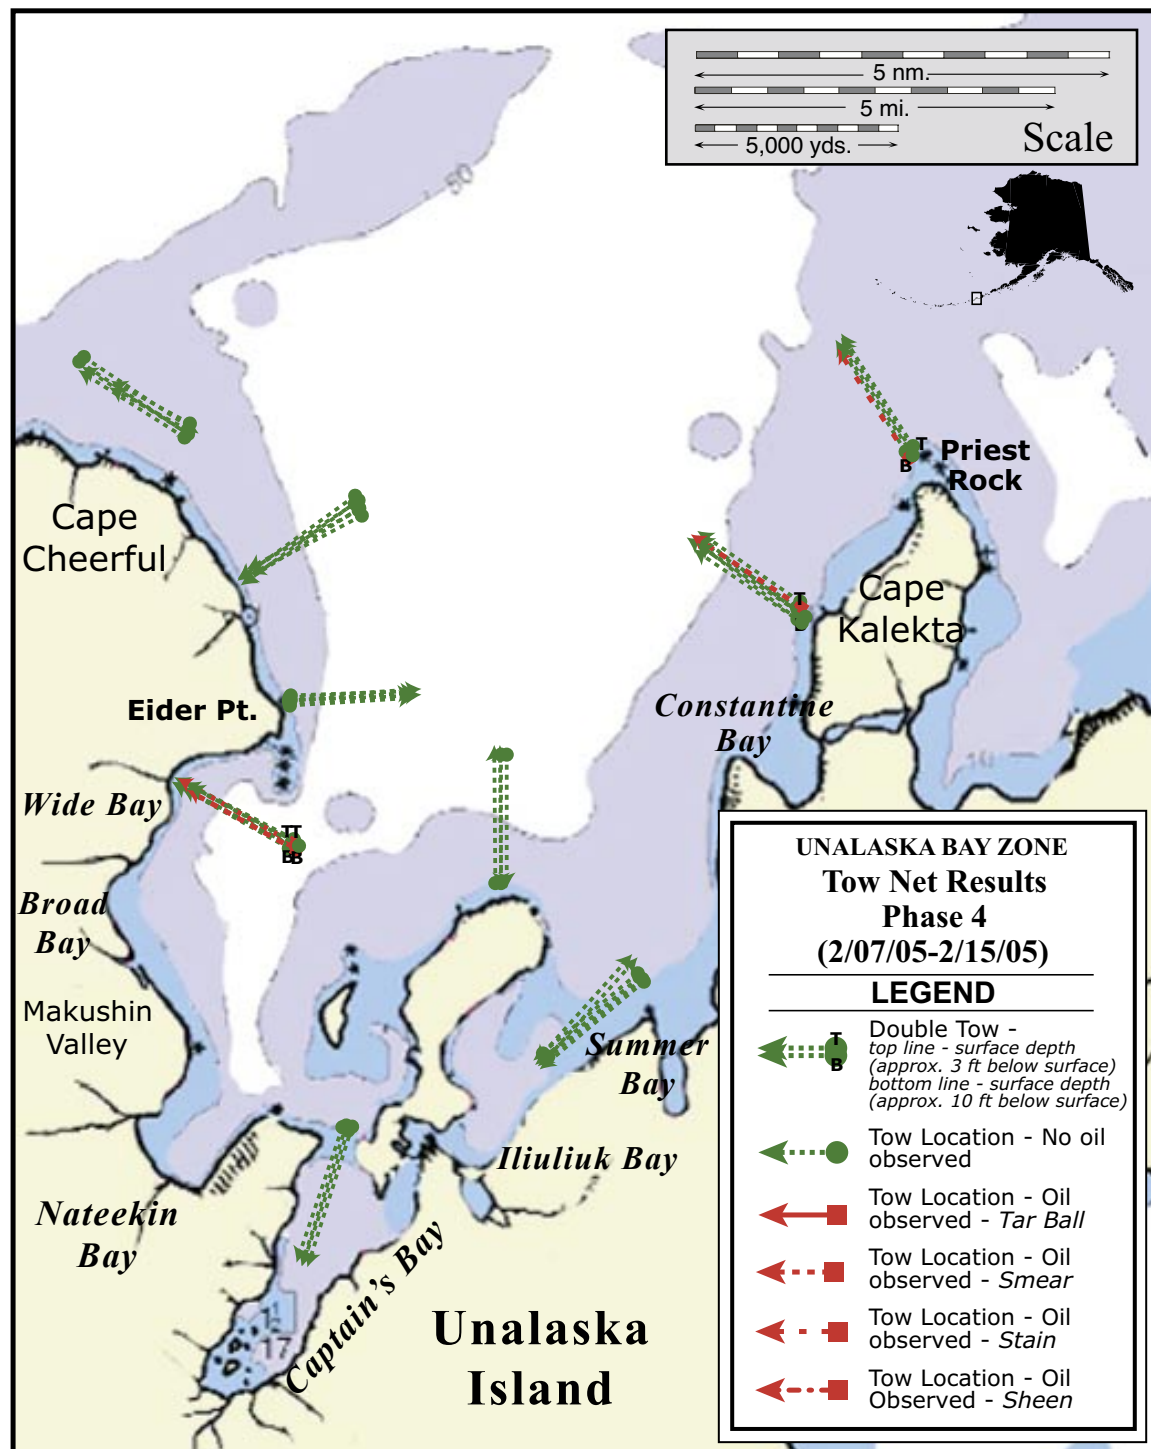 5 nm.
5 mi.
5,000 yds.
Scale
50
T
B
Priest
Rock
Cape
Cheerful
T
Cape
Kalekta
Eider Pt.
Constantine
Bay
Wide Bay
TT
B
B
Broad
Bay
Makushin
Valley
Summer
Bay
Iliuliuk Bay
Nateekin
Bay
Captain's Bay
17
Unalaska
Island
UNALASKA BAY ZONE
Tow Net Results
Phase 4
(2/07/05-2/15/05)
LEGEND
T
B
Double Tow -
top line - surface depth
(approx. 3 ft below surface)
bottom line - surface depth
(approx. 10 ft below surface)
Tow Location - No oil
observed
Tow Location - Oil
observed - Tar Ball
Tow Location - Oil
observed - Smear
Tow Location - Oil
observed - Stain
Tow Location - Oil
Observed - Sheen